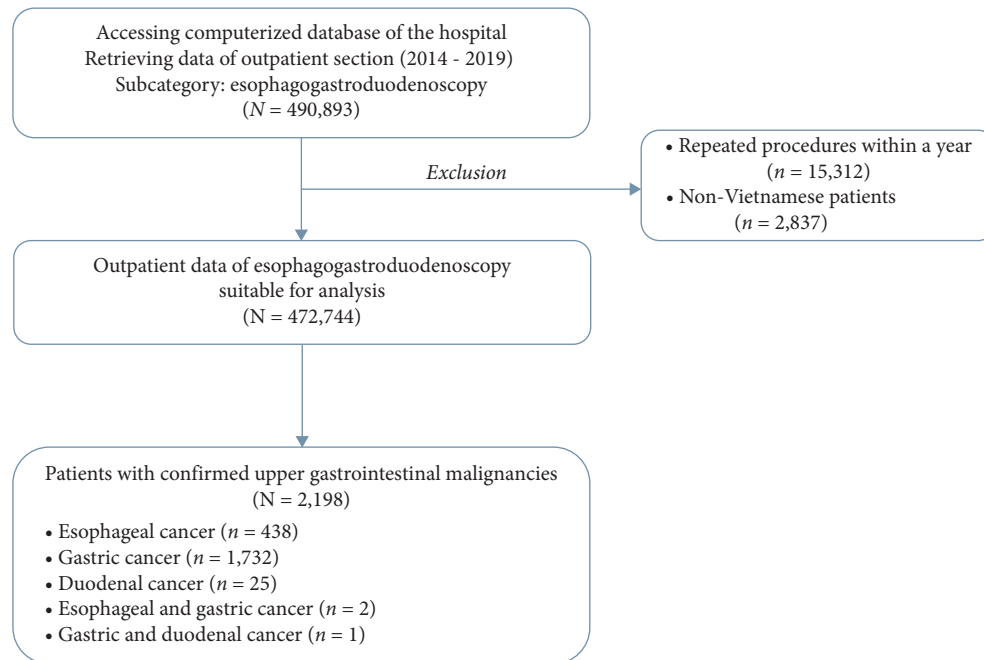 Accessing computerized database of the hospital
Retrieving data of outpatient section (2014 - 2019)
Subcategory: esophagogastroduodenoscopy
(N = 490,893)
Exclusion
• Repeated procedures within a year
(n = 15,312)
• Non-Vietnamese patients
(n = 2,837)
Outpatient data of esophagogastroduodenoscopy
suitable for analysis
(N = 472,744)
Patients with confirmed upper gastrointestinal malignancies
(N = 2,198)
• Esophageal cancer (n = 438)
• Gastric cancer (n = 1,732)
• Duodenal cancer (n = 25)
• Esophageal and gastric cancer (n = 2)
• Gastric and duodenal cancer (n = 1)